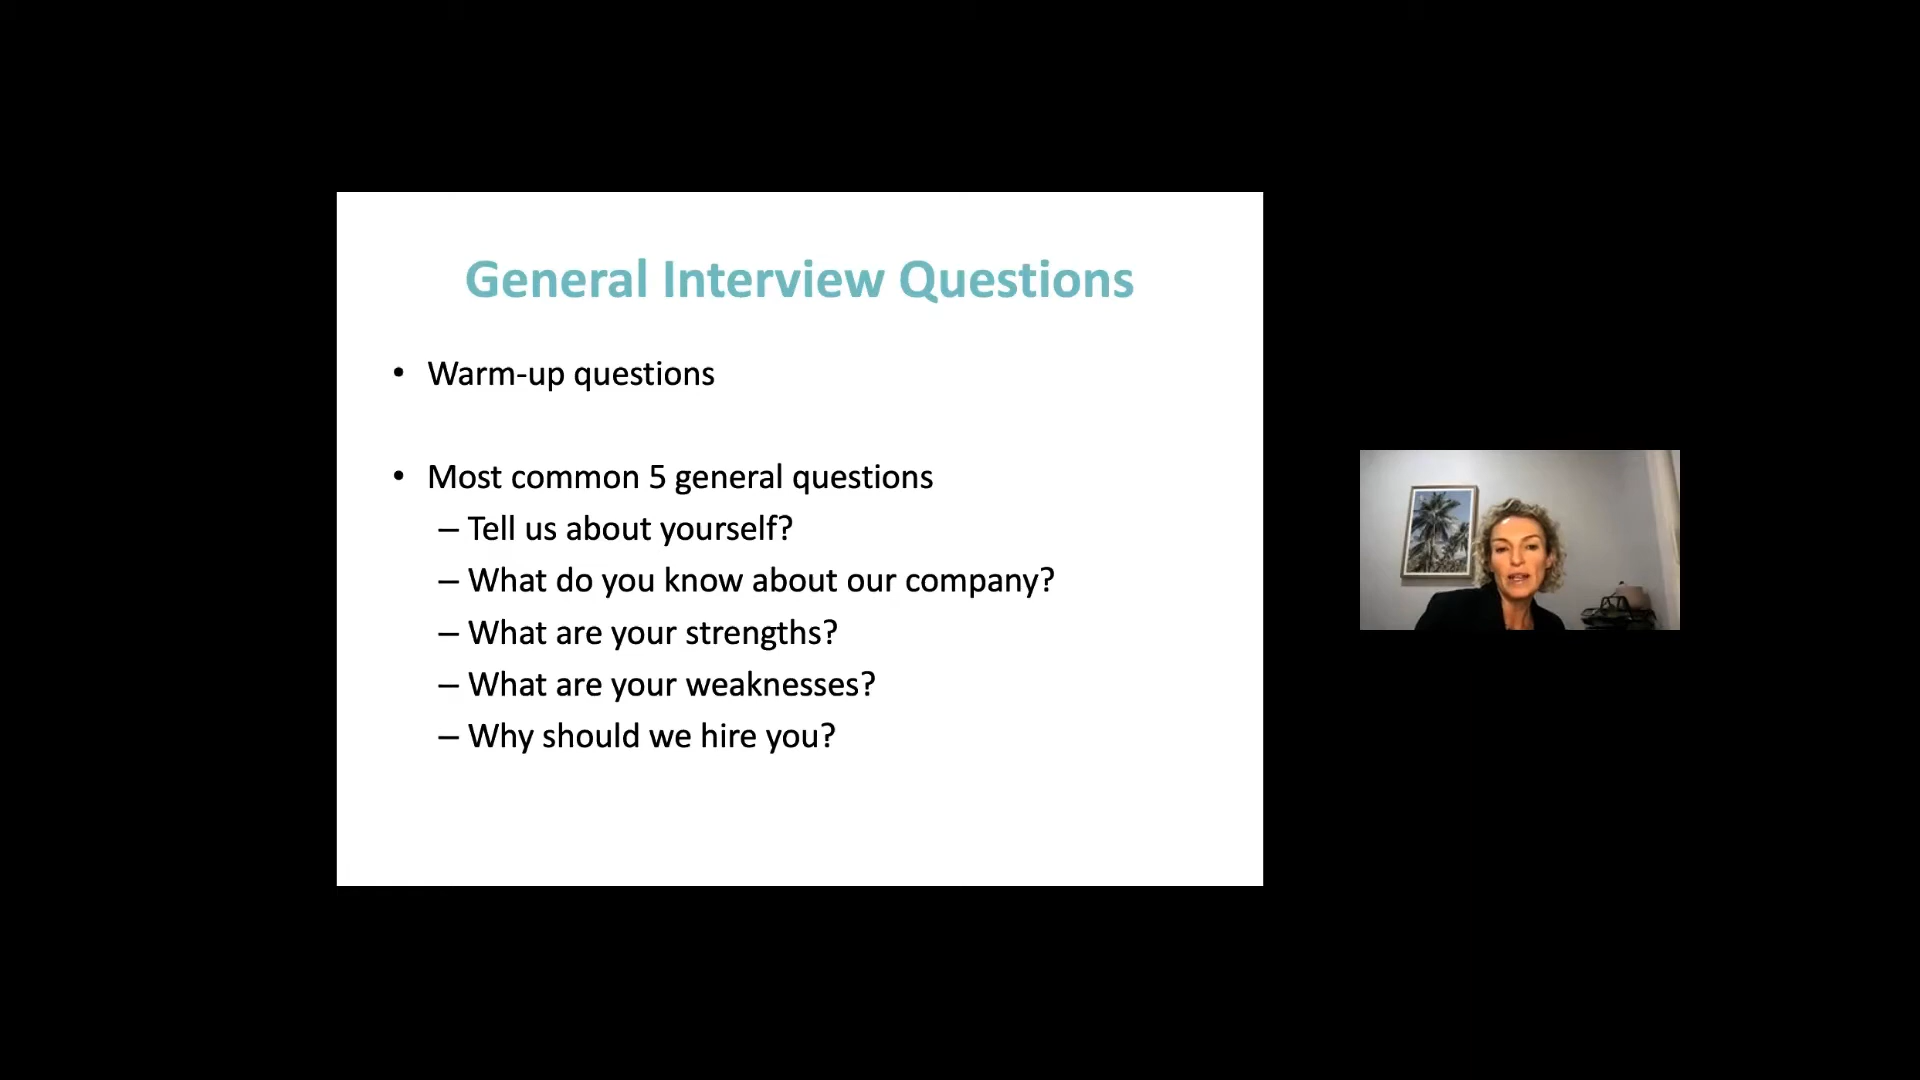 General Interview Questions
• Warm-up questions
• Most common 5 general questions
– Tell us about yourself?
– What do you know about our company?
– What are your strengths?
– What are your weaknesses?
– Why should we hire you?